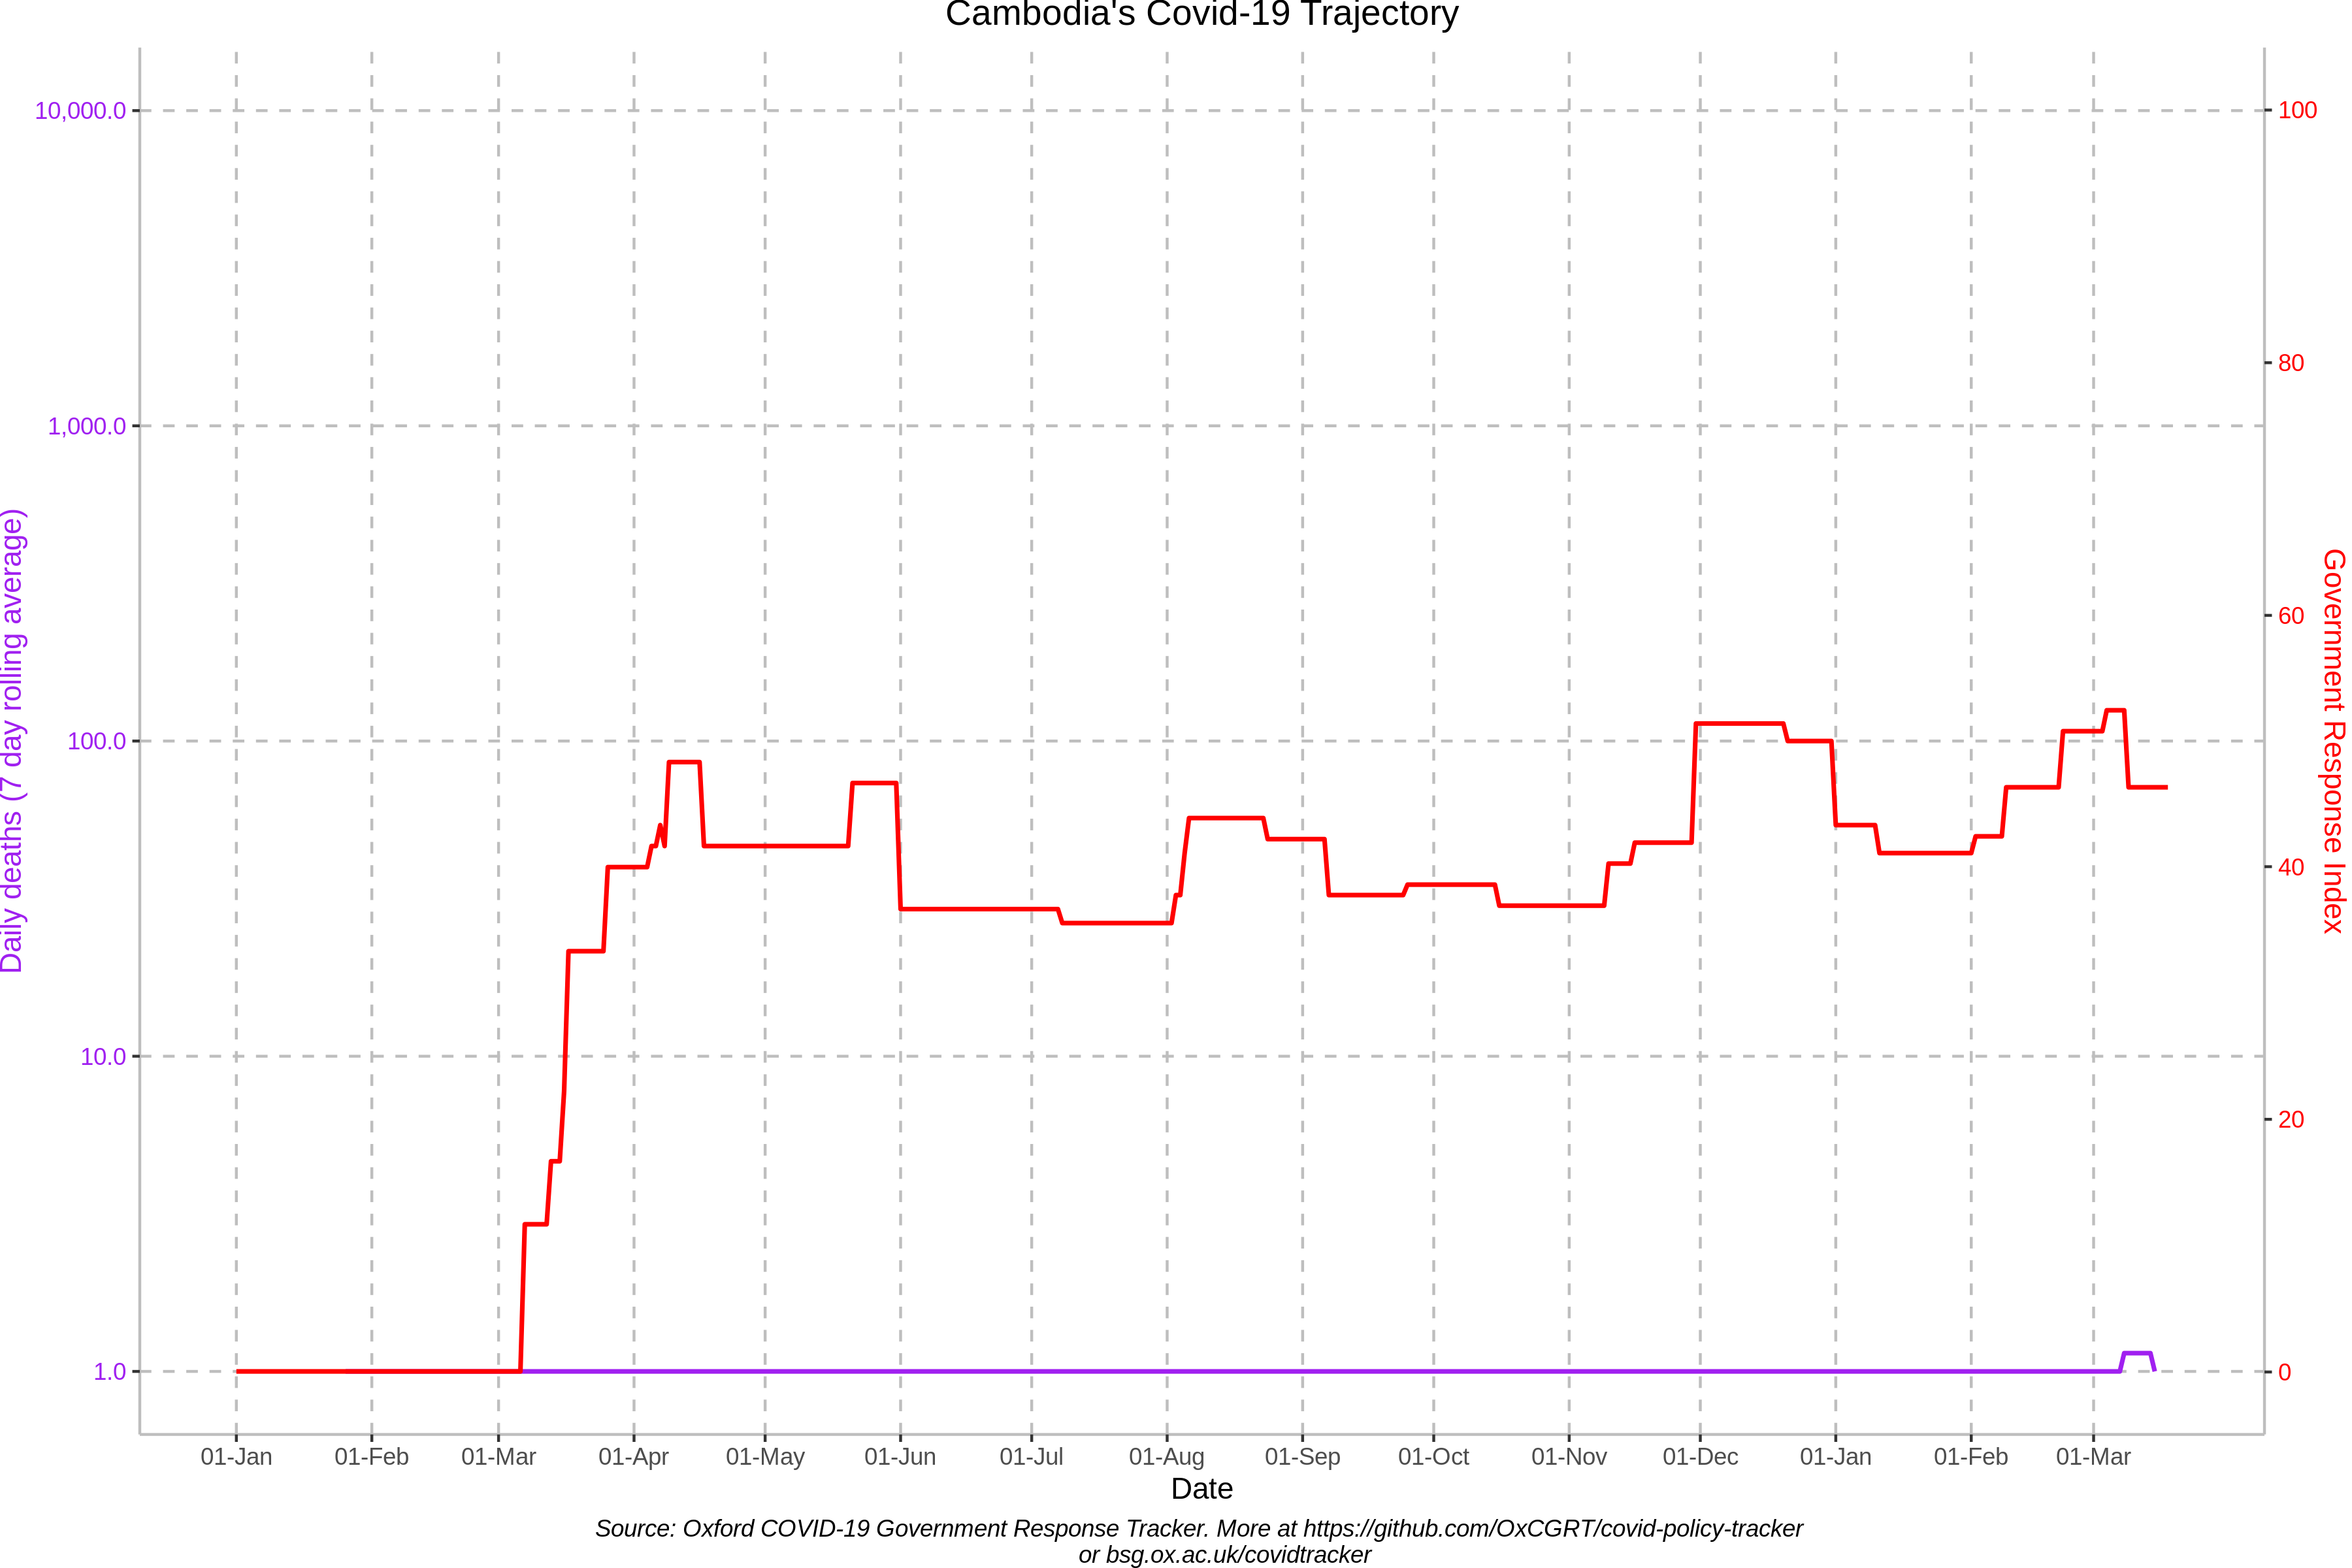 Cambodia's Covid-19 Trajectory
10,000.0
1,000.0
100.0
10.0
1.0
Daily deaths (7 day rolling average)
100
80
60
40
20
0
Government Response Index
01-Jan 01-Feb 01-Mar 01-Apr 01-May 01-Jun 01-Jul 01-Aug 01-Sep 01-Oct 01-Nov 01-Dec 01-Jan 01-Feb 01-Mar
Date
Source: Oxford COVID-19 Government Response Tracker. More at https://github.com/OxCGRT/covid-policy-tracker
or bsg.ox.ac.uk/covidtracker